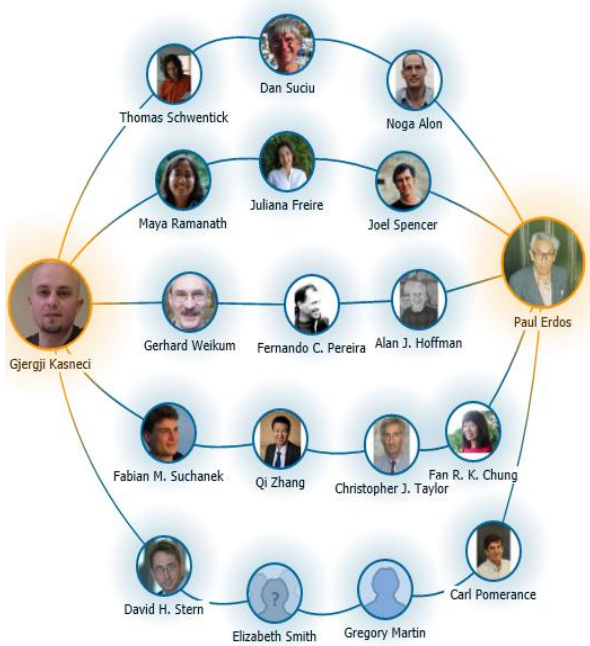 Dan Suciu
Thomas Schwentick
Noga Alon
Juliana Freire
Maya Ramanath
Joel Spencer
Paul Erdos
Gerhard Weikum
Fernando C. Pereira
Alan J. Hoffman
Gjergji Kasneci
Fabian M. Suchanek
Qi Zhang
Christopher J. Taylor
Fan R. K. Chung
David H. Stern
Carl Pomerance
Elizabeth Smith
Gregory Martin
?